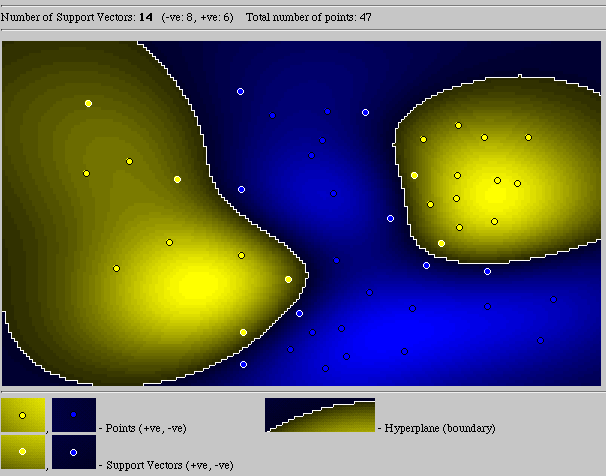 Number of Support Vectors: 14 (-ve: 8, +ve: 6) Total number of points: 47
, - Points (+ve, -ve)
- Hyperplane (boundary)
, - Support Vectors (+ve, -ve)